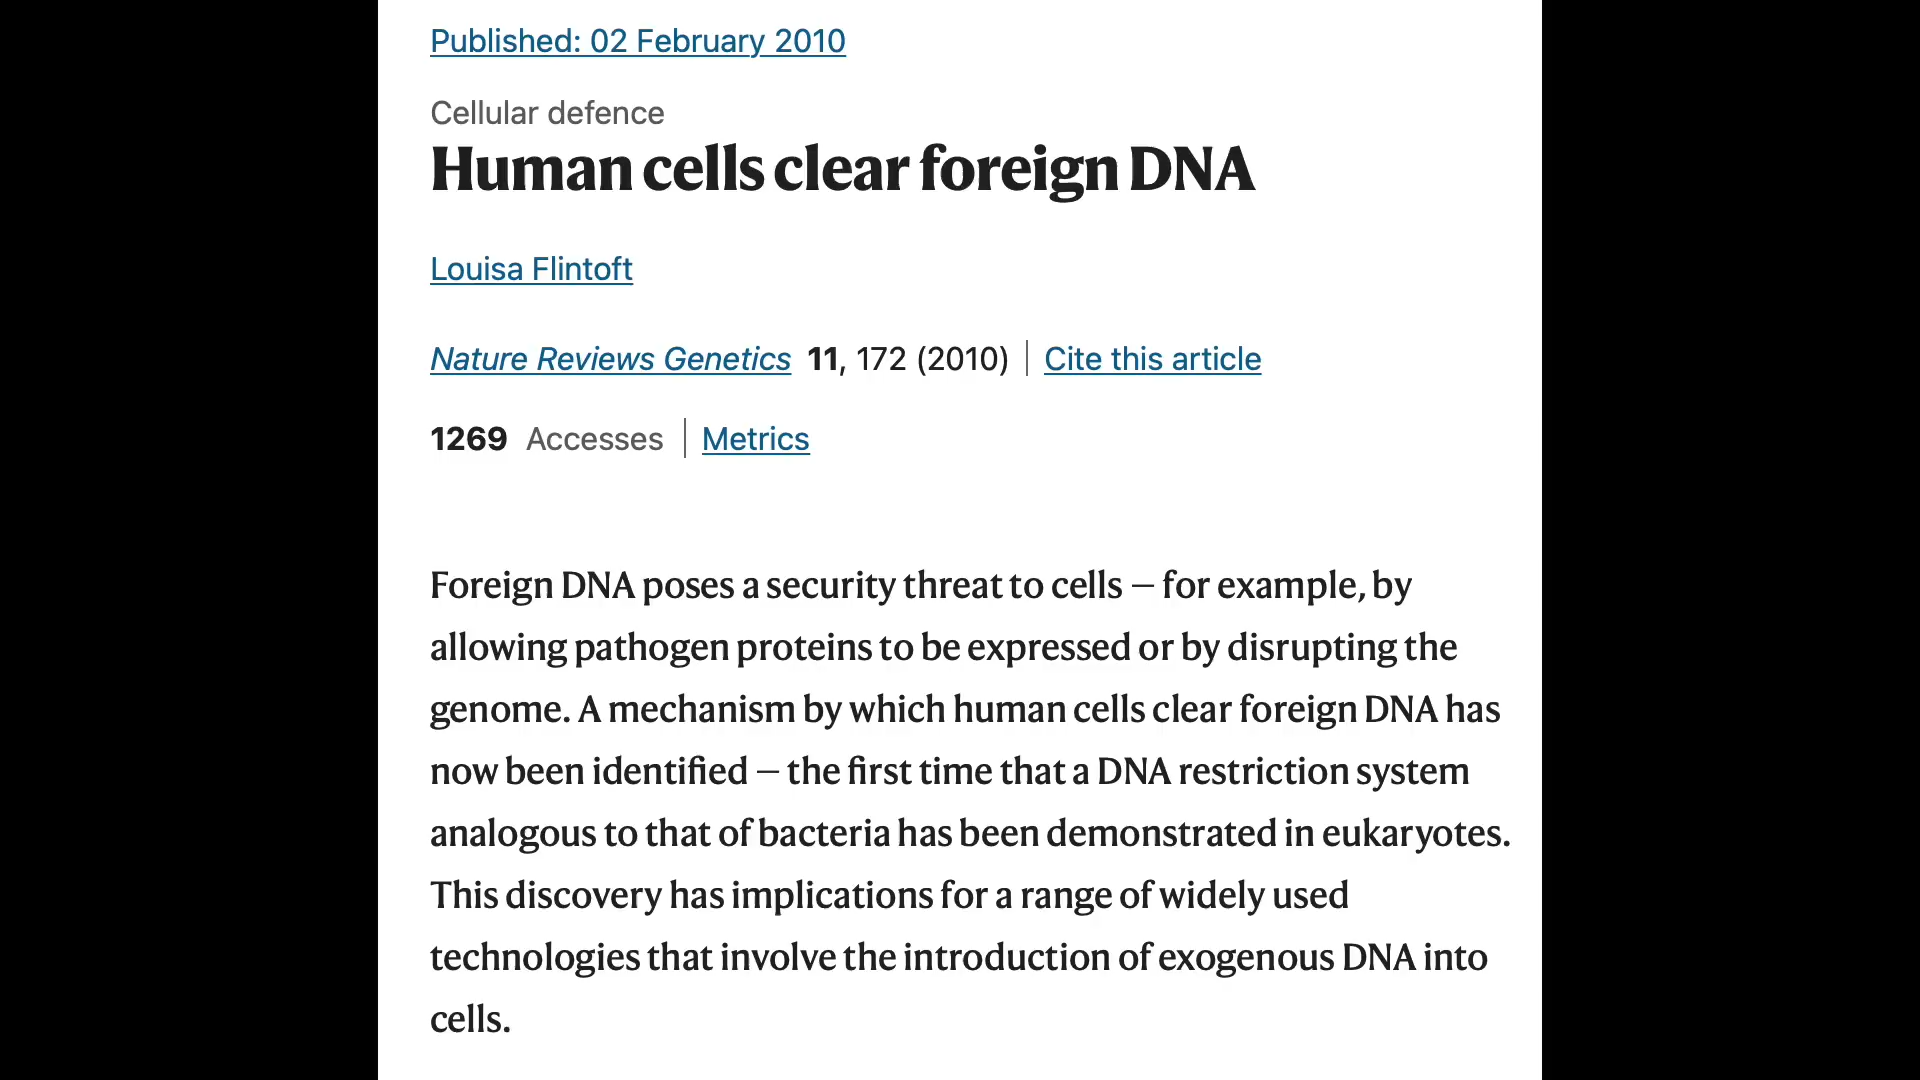 Published: 02 February 2010
Cellular defence
Human cells clear foreign DNA
Louisa Flintoft
Nature Reviews Genetics 11, 172 (2010) | Cite this article
1269 Accesses | Metrics
Foreign DNA poses a security threat to cells — for example, by
allowing pathogen proteins to be expressed or by disrupting the
genome. A mechanism by which human cells clear foreign DNA has
now been identified — the first time that a DNA restriction system
analogous to that of bacteria has been demonstrated in eukaryotes.
This discovery has implications for a range of widely used
technologies that involve the introduction of exogenous DNA into
cells.